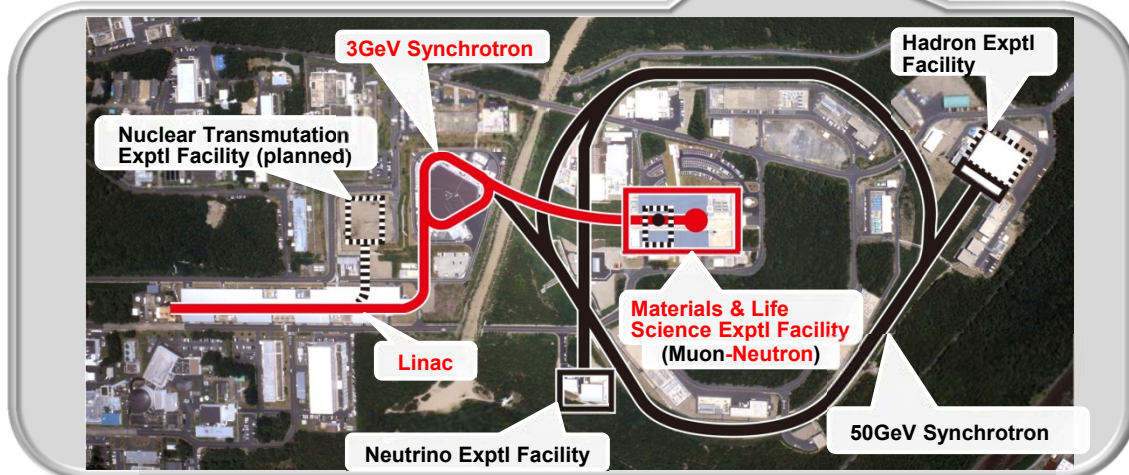 3GeV Synchrotron
Hadron Exptl
Facility
Nuclear Transmutation
Exptl Facility (planned)
Materials & Life
Science Exptl Facility
(Muon-Neutron)
Linac
50GeV Synchrotron
Neutrino Exptl Facility